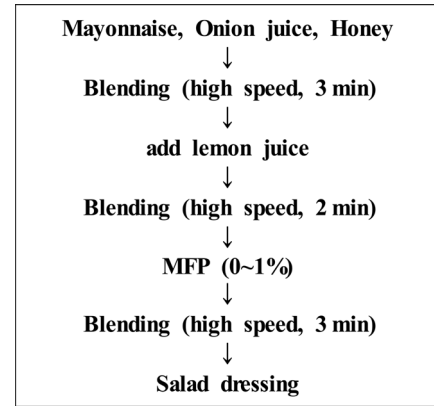 Mayonnaise, Onion juice, Honey
↓
Blending (high speed, 3 min)
↓
add lemon juice
↓
Blending (high speed, 2 min)
↓
MFP (0~1%)
↓
Blending (high speed, 3 min)
↓
Salad dressing